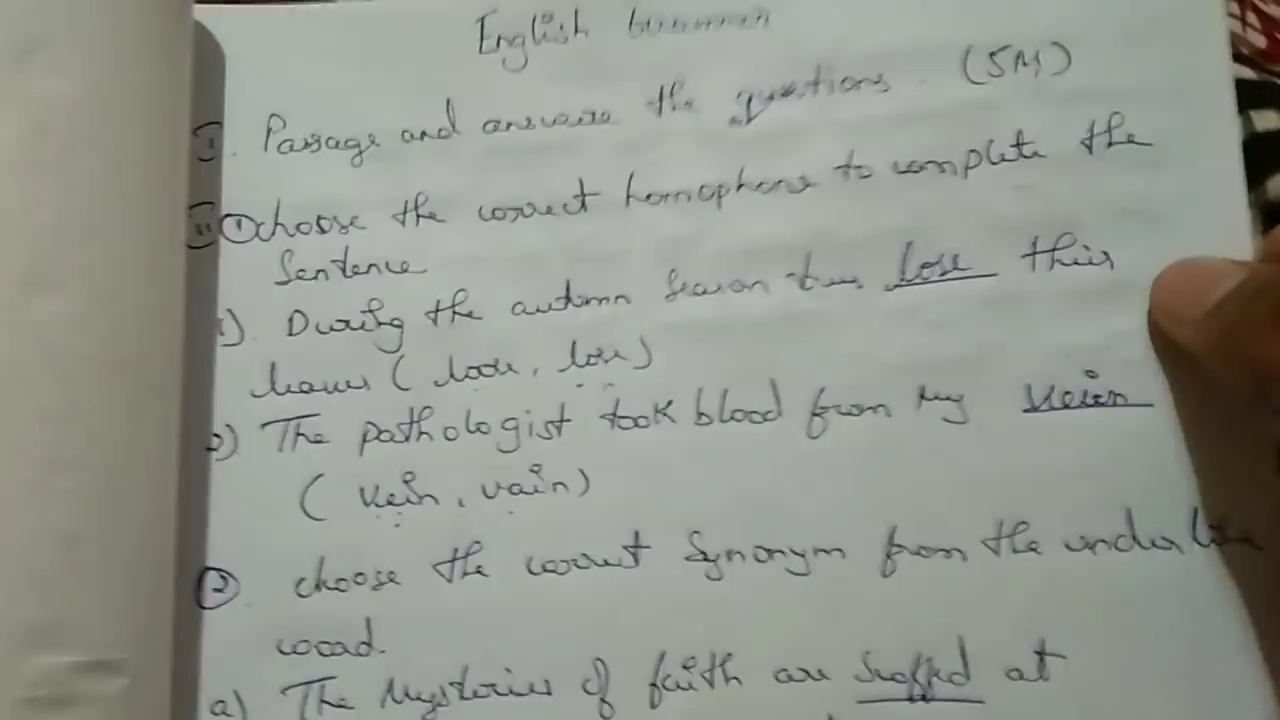 English
I. Passage and answers the questions. (5M)
II ① Choose the correct homophone to complete the
Sentence
1). During the autumn Season trees lose their
leaves (loose, lose)
2) The pathologist took blood from my vein
(vein, vain)
② choose the correct Synonym from the underline
word.
a) The Mysteries of faith are Scoffed at